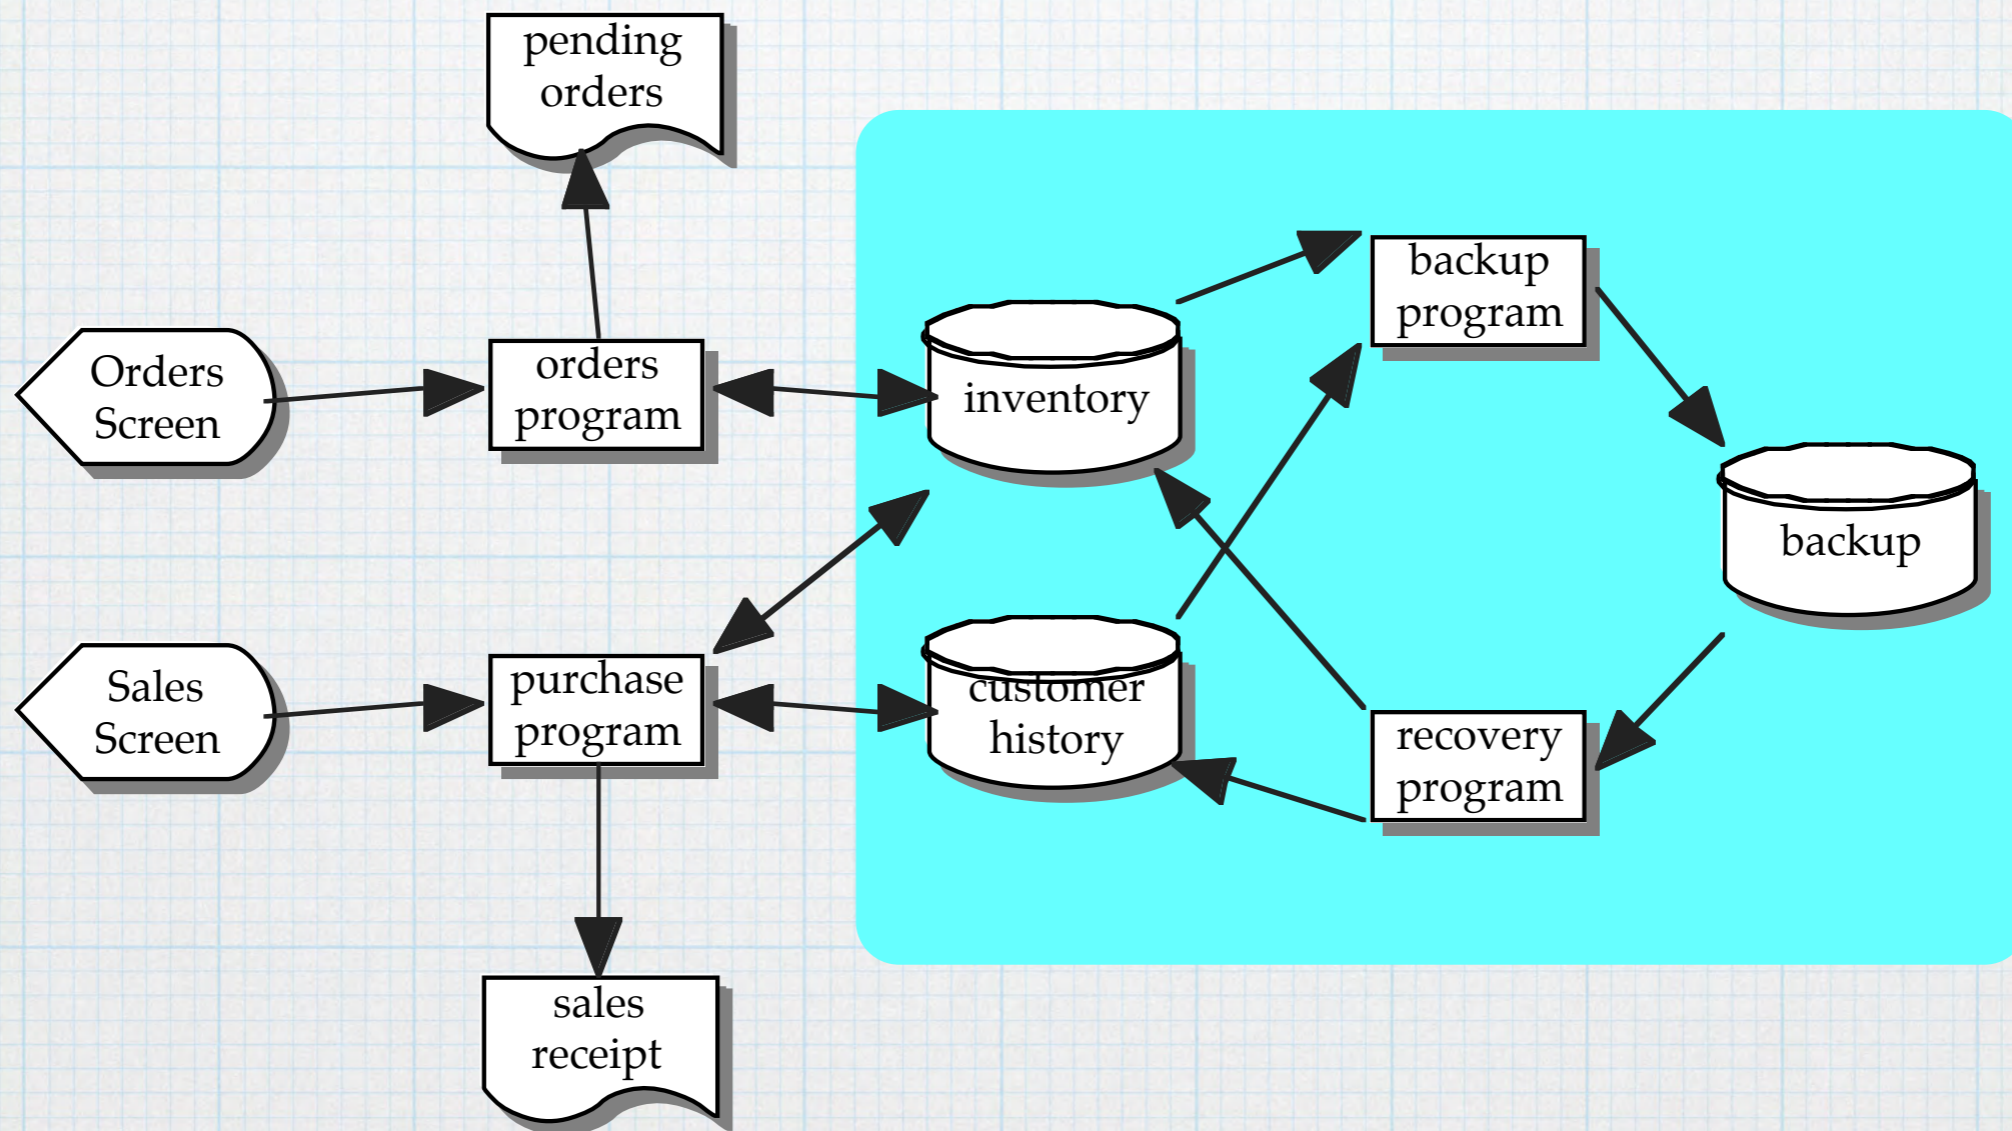 pending
orders
Orders
Screen
orders
program
inventory
backup
program
backup
Sales
Screen
purchase
program
customer
history
recovery
program
sales
receipt